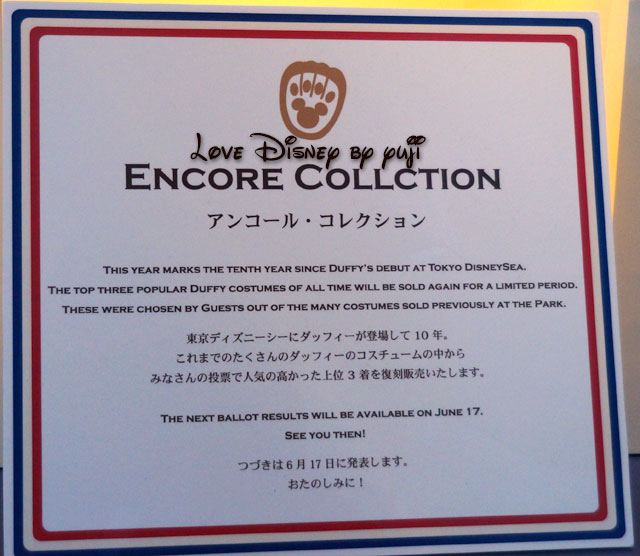 Love Disney by yuji
ENCORE COLLCTION
アンコール・コレクション
THIS YEAR MARKS THE TENTH YEAR SINCE DUFFY'S DEBUT AT TOKYO DISNEYSEA.
THE TOP THREE POPULAR DUFFY COSTUMES OF ALL TIME WILL BE SOLD AGAIN FOR A LIMITED PERIOD.
THESE WERE CHOSEN BY GUESTS OUT OF THE MANY COSTUMES SOLD PREVIOUSLY AT THE PARK.
東京ディズニーシーにダッフィーが登場して 10 年。
これまでのたくさんのダッフィーのコスチュームの中から
みなさんの投票で人気の高かった上位 3 着を復刻販売いたします。
THE NEXT BALLOT RESULTS WILL BE AVAILABLE ON JUNE 17.
SEE YOU THEN!
つづきは 6 月 17 日に発表します。
おたのしみに！